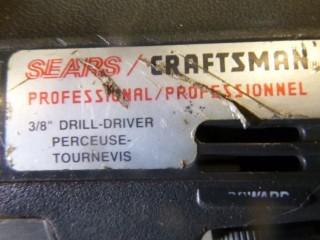 SEARS / CRAFTSMAN
PROFESSIONAL/PROFESSIONNEL
3/8" DRILL-DRIVER
PERCEUSE-
TOURNEVIS